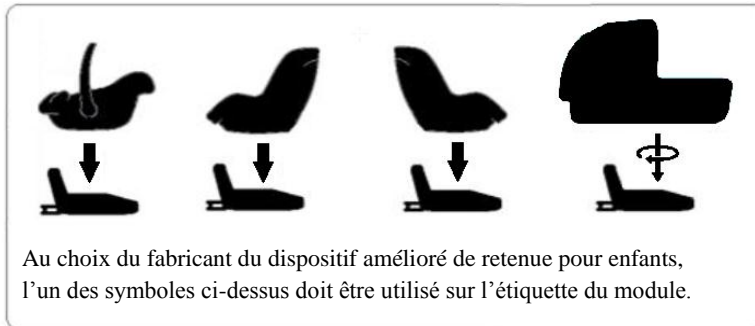 Au choix du fabricant du dispositif amélioré de retenue pour enfants,
l’un des symboles ci-dessus doit être utilisé sur l’étiquette du module.